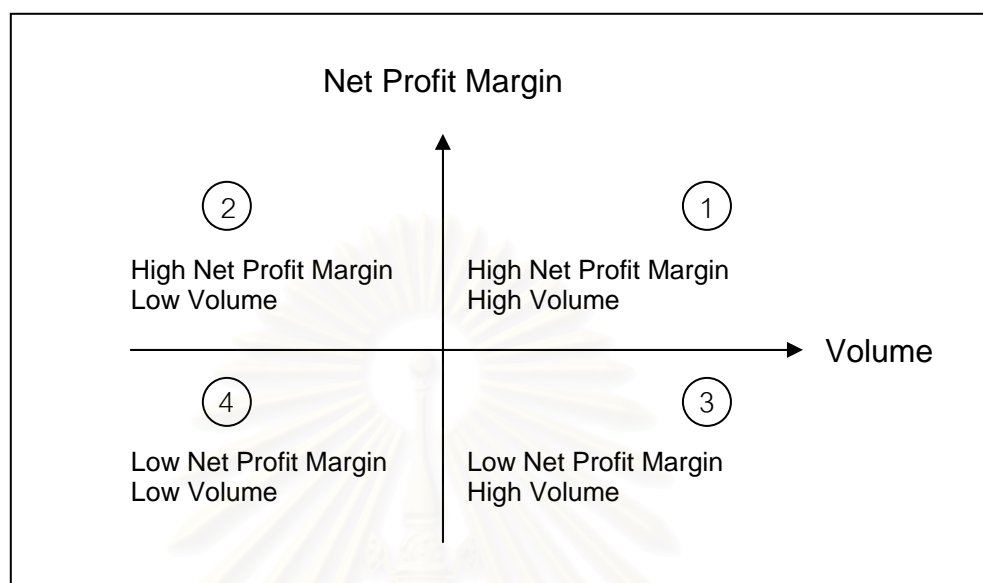 Net Profit Margin
2
1
High Net Profit Margin
Low Volume
High Net Profit Margin
High Volume
Volume
4
3
Low Net Profit Margin
Low Volume
Low Net Profit Margin
High Volume